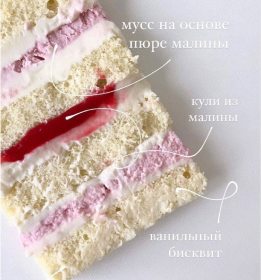 мусс на основе
пюре малины
кули из
малины
ванильный
бисквит